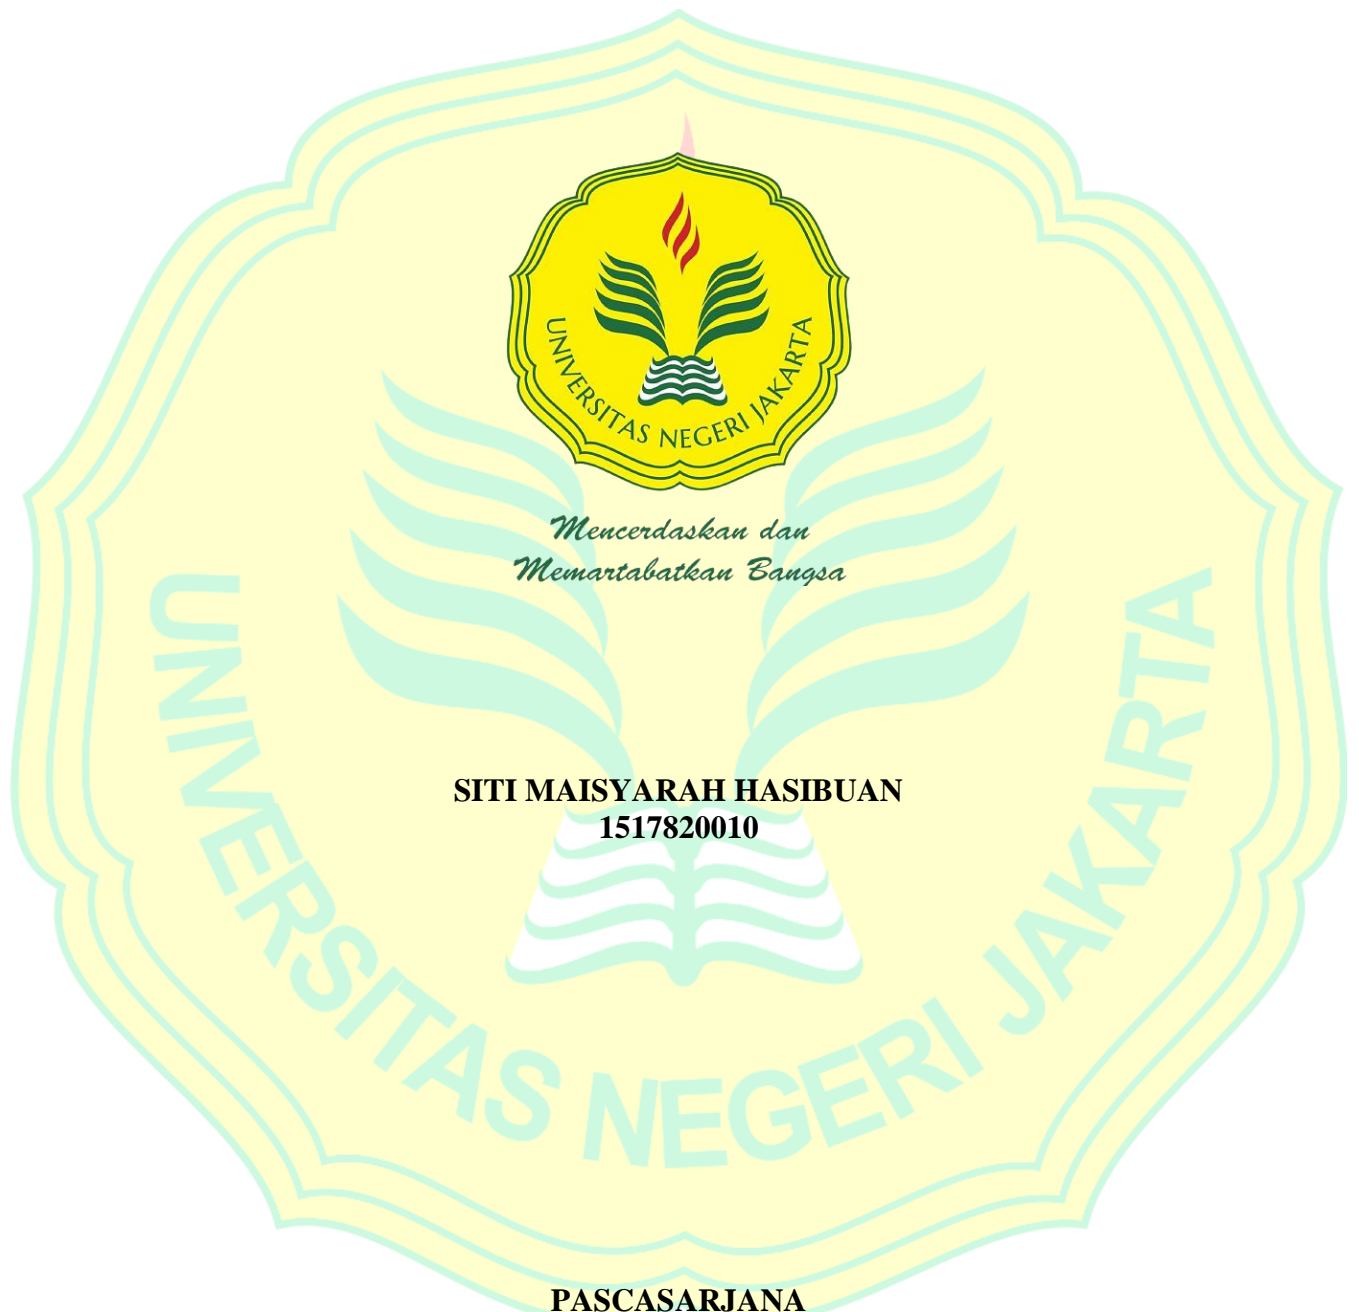 UNIVERSITAS NEGERI JAKARTA
Mencerdaskan dan
Memartabatkan Bangsa
SITI MAISYARAH HASIBUAN
1517820010
UNIVERSITAS NEGERI JAKARTA
PASCASARJANA